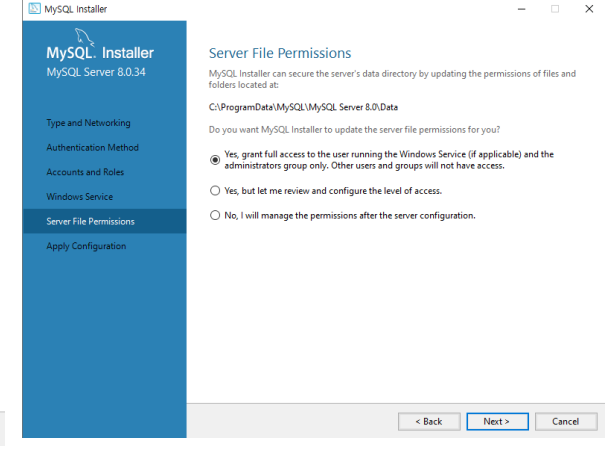 MySQL Installer
MySQL. Installer
MySQL Server 8.0.34
Type and Networking
Authentication Method
Accounts and Roles
Windows Service
Server File Permissions
Apply Configuration
Server File Permissions
MySQL Installer can secure the server's data directory by updating the permissions of files and
folders located at:
C:\ProgramData\MySQL\MySQL Server 8.0\Data
Do you want MySQL Installer to update the server file permissions for you?
Yes, grant full access to the user running the Windows Service (if applicable) and the
administrators group only. Other users and groups will not have access.
Yes, but let me review and configure the level of access.
No, I will manage the permissions after the server configuration.
< Back Next > Cancel